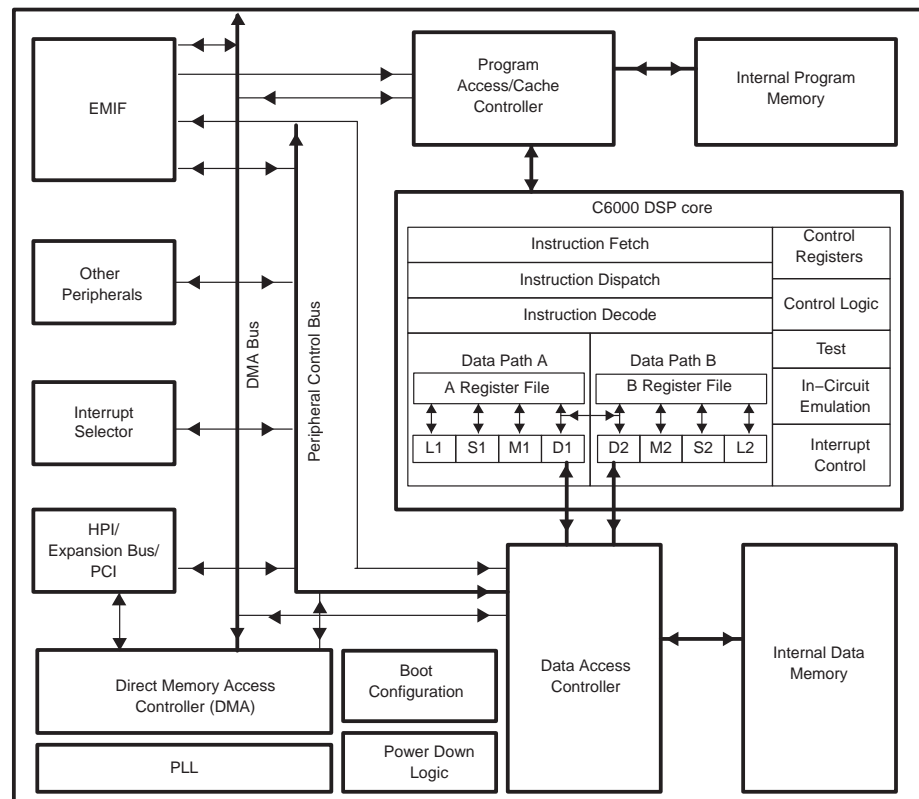 EMIF
Program
Access/Cache
Controller
Internal Program
Memory
C6000 DSP core
Instruction Fetch
Instruction Dispatch
Instruction Decode
Control
Registers
Control Logic
Test
In−Circuit
Emulation
Interrupt
Control
Data Path A
Data Path B
A Register File
B Register File
L1
S1
M1
D1
D2
M2
S2
L2
Other
Peripherals
DMA Bus
Peripheral Control Bus
Interrupt
Selector
HPI/
Expansion Bus/
PCI
Direct Memory Access
Controller (DMA)
Boot
Configuration
Data Access
Controller
Internal Data
Memory
PLL
Power Down
Logic